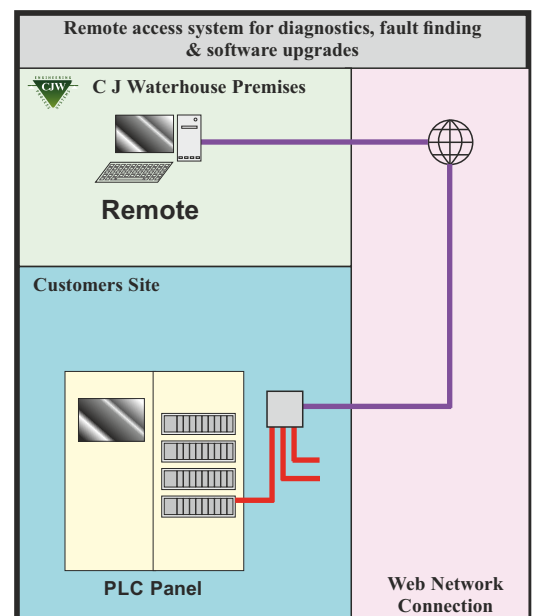 Remote access system for diagnostics, fault finding
& software upgrades
ENGINEERING
CJW
C J Waterhouse Premises
Remote
Customers Site
PLC Panel
Web Network
Connection